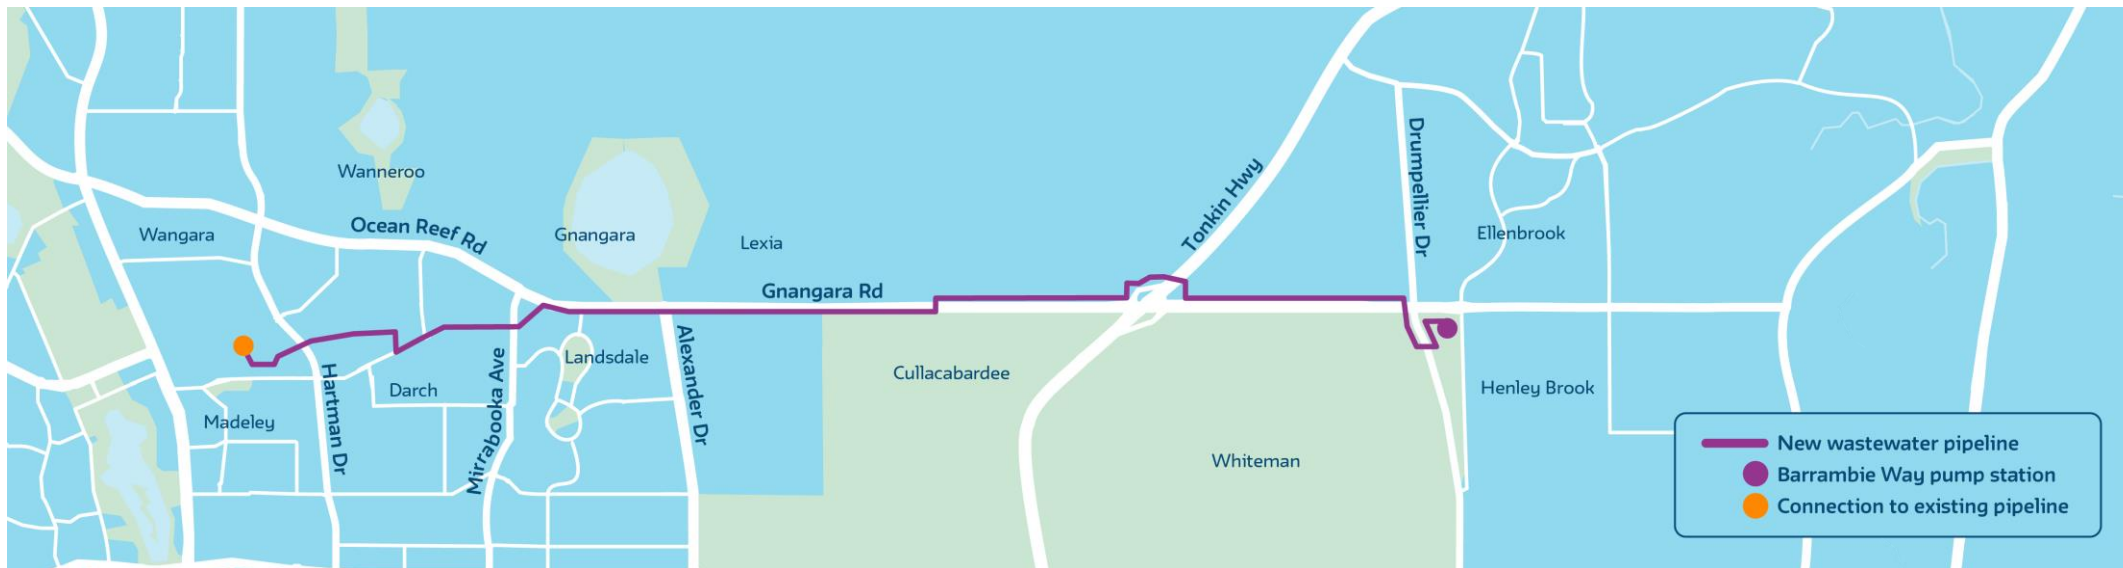 Wanneroo
Wangara
Ocean Reef Rd
Gnangara
Lexia
Gnangara Rd
Tonkin Hwy
Drumpellier Dr
Ellenbrook
Hartman Dr
Darch
Madeley
Mirrabooka Ave
Landsdale
Alexander Dr
Cullacabardee
Whiteman
Henley Brook
New wastewater pipeline
Barrambie Way pump station
Connection to existing pipeline